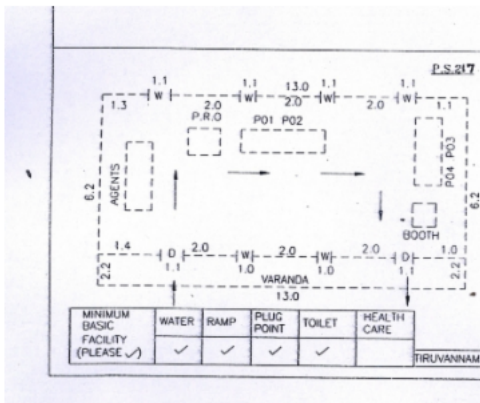 P.S.217
1.1 1.1 13.0 1.1 1.1
W W W W
1.3 2.0 2.0 2.0 1.1
P.R.O P01 P02
AGENTS
P04 P03
6.2 6.2
BOOTH
1.4 D 2.0 W 2.0 W 2.0 D 1.0
2.2 1.1 1.0 1.0 1.1 2.2
VARANDA
13.0
MINIMUM BASIC FACILITY (PLEASE ✓) WATER RAMP PLUG POINT TOILET HEALTH CARE
✓ ✓ ✓ ✓
TIRUVANNAM